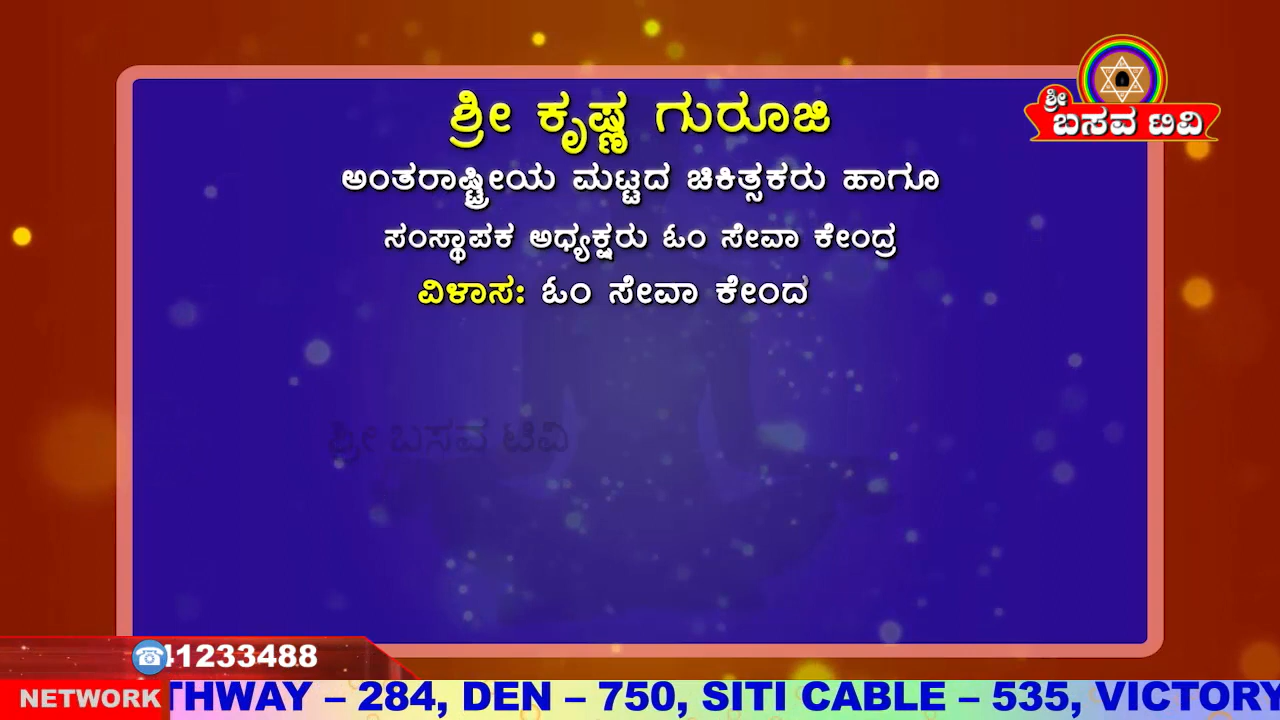 ಶ್ರೀ ಕೃಷ್ಣ ಗುರೂಜಿ
ಶ್ರೀ
ಬಸವ ಟಿವಿ
ಅಂತರಾಷ್ಟ್ರೀಯ ಮಟ್ಟದ ಚಿಕಿತ್ಸಕರು ಹಾಗೂ
ಸಂಸ್ಥಾಪಕ ಅಧ್ಯಕ್ಷರು ಓಂ ಸೇವಾ ಕೇಂದ್ರ
ವಿಳಾಸ: ಓಂ ಸೇವಾ ಕೇಂದ
ಶ್ರೀ ಬಸವ ಟಿವಿ
41233488
NETWORK THWAY – 284, DEN – 750, SITI CABLE – 535, VICTORY